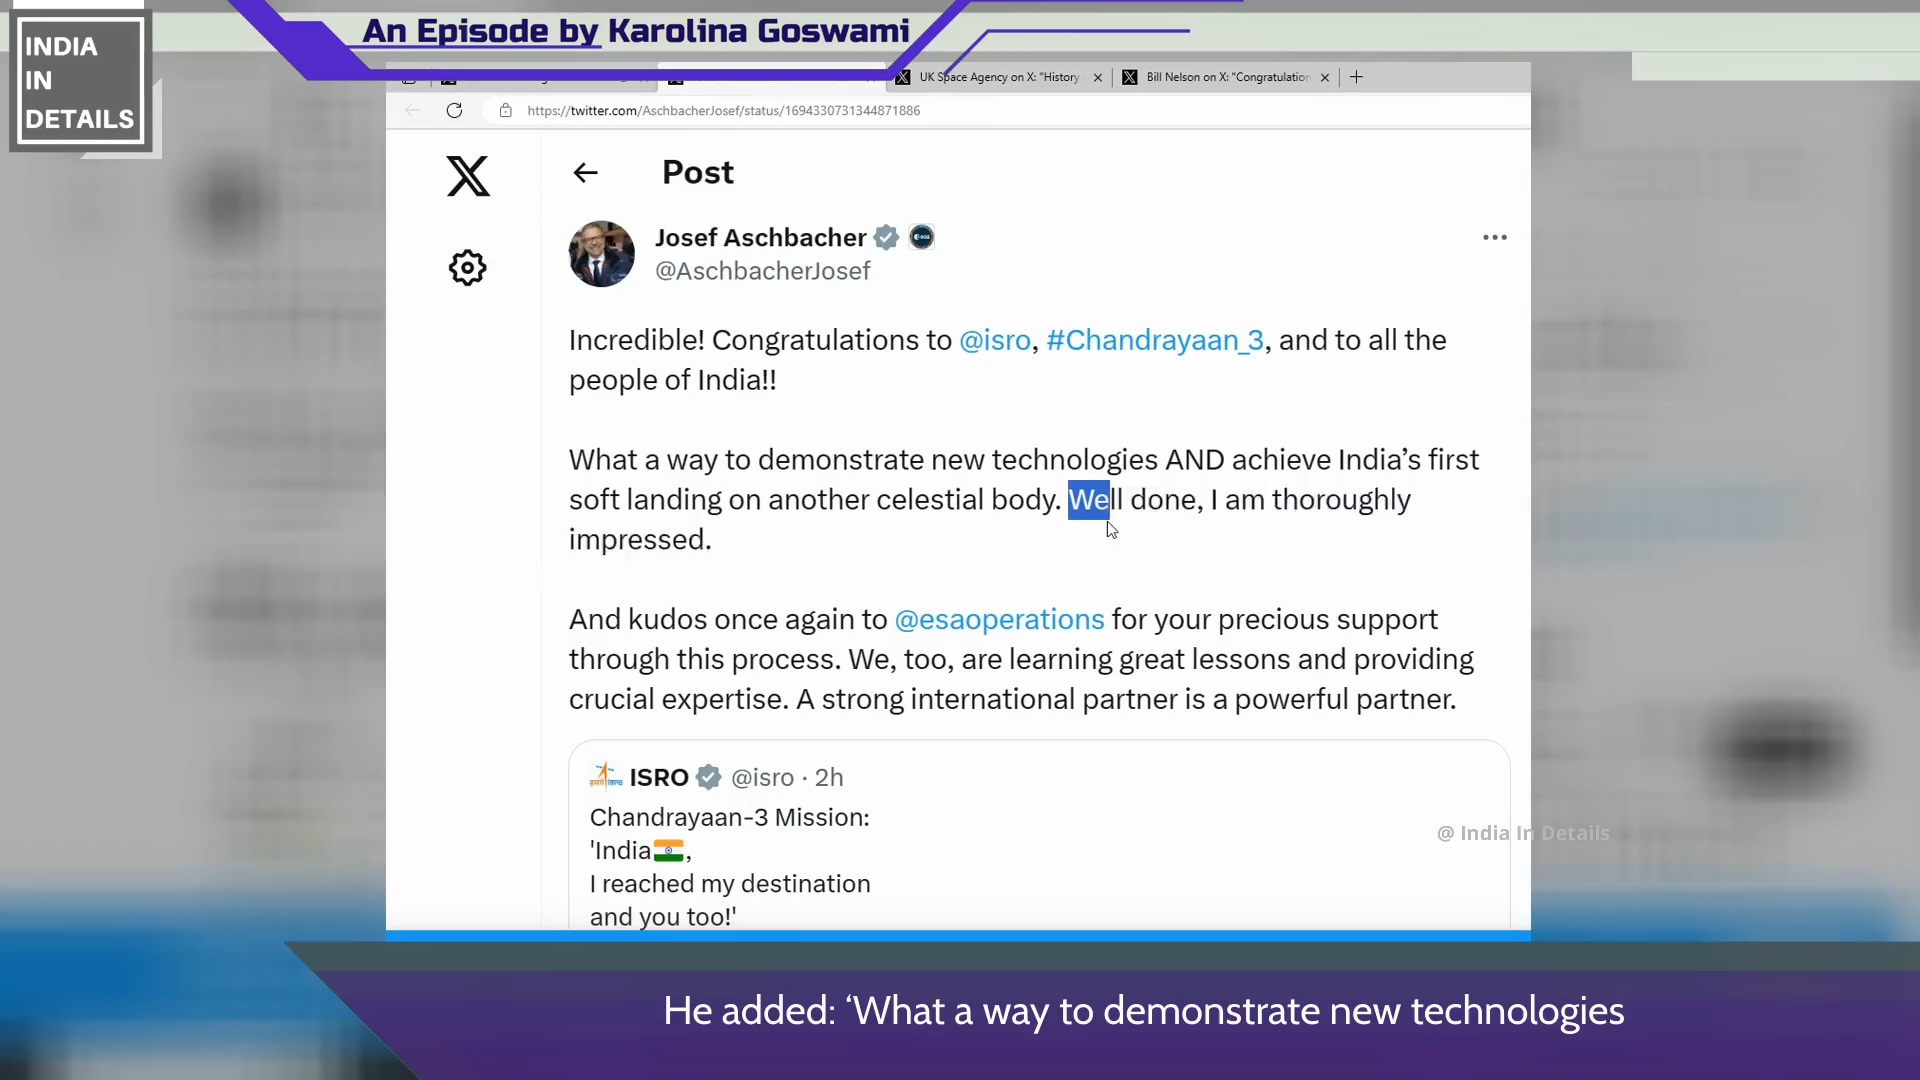 INDIA
IN
DETAILS
An Episode by Karolina Goswami
UK Space Agency on X: "History
Bill Nelson on X: "Congratulation
https://twitter.com/AschbacherJosef/status/1694330731344871886
Post
Josef Aschbacher
@AschbacherJosef
Incredible! Congratulations to @isro, #Chandrayaan_3, and to all the
people of India!!
What a way to demonstrate new technologies AND achieve India’s first
soft landing on another celestial body. Well done, I am thoroughly
impressed.
And kudos once again to @esaoperations for your precious support
through this process. We, too, are learning great lessons and providing
crucial expertise. A strong international partner is a powerful partner.
ISRO @isro · 2h
Chandrayaan-3 Mission:
'India🇮🇳,
I reached my destination
and you too!'
@ India In Details
He added: ‘What a way to demonstrate new technologies